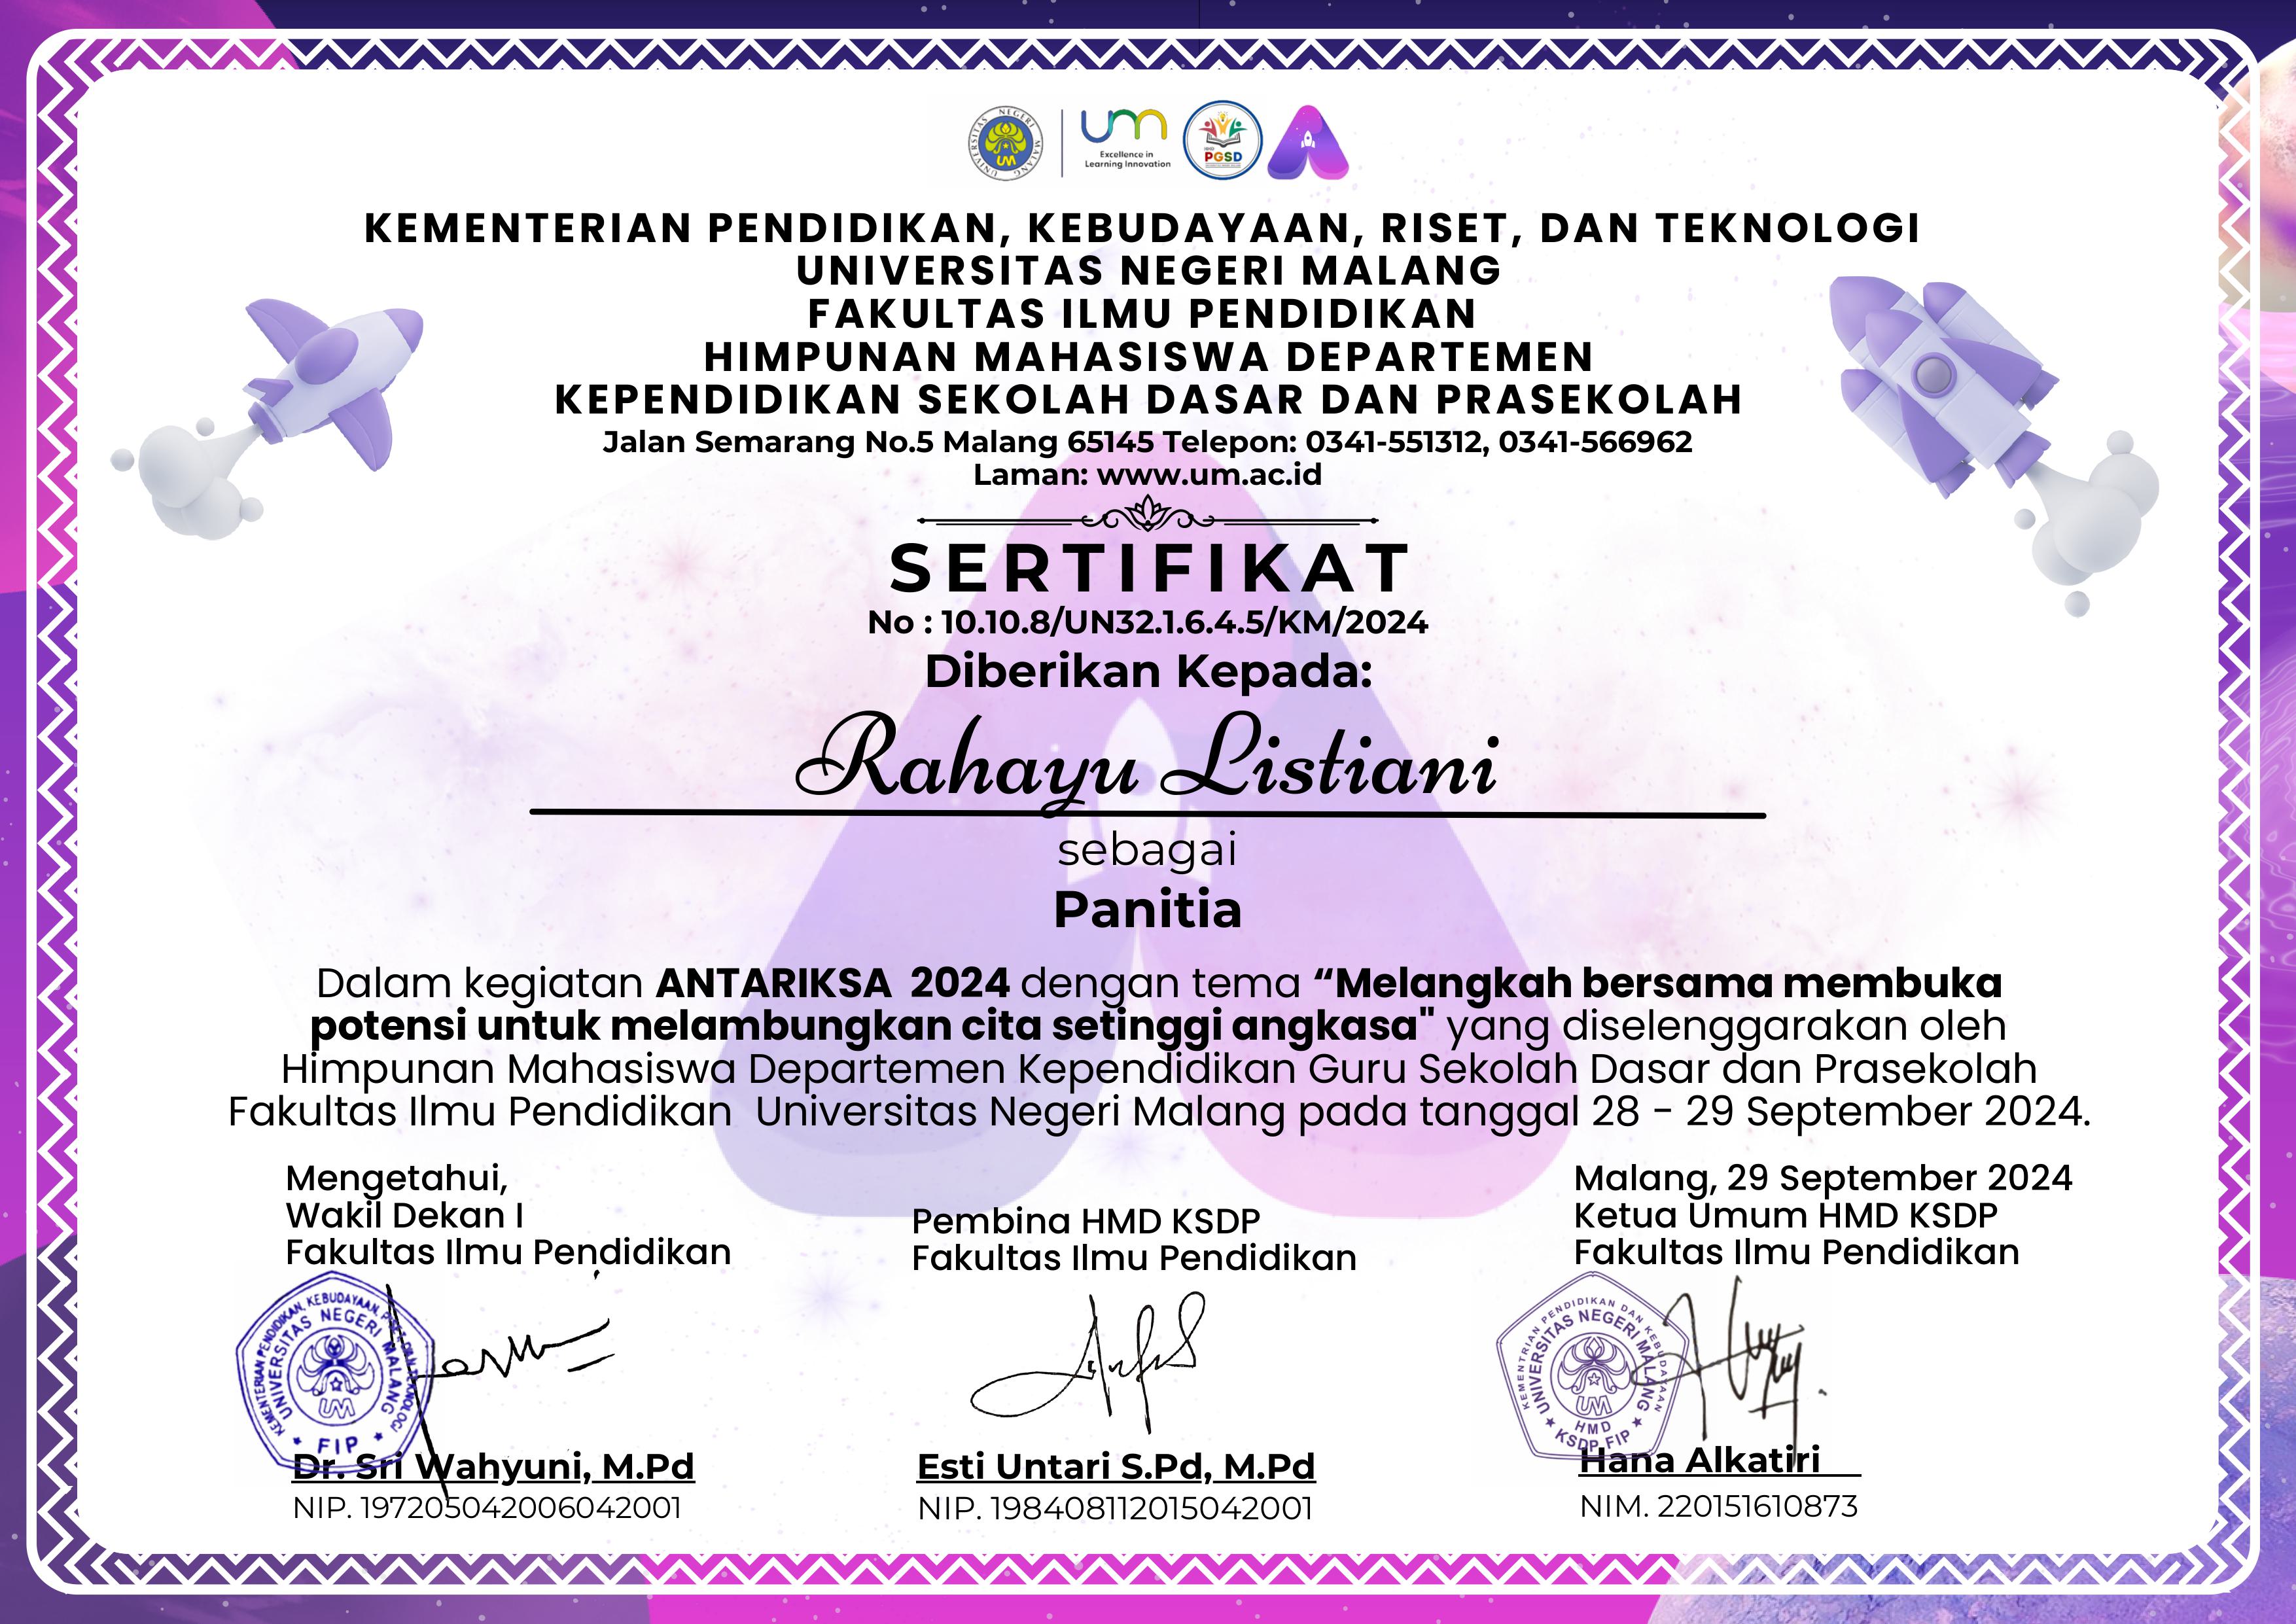 UNIVERSITAS NEGERI MALANG
UM
um
Excellence in
Learning Innovation
PGSD
KEMENTERIAN PENDIDIKAN, KEBUDAYAAN, RISET, DAN TEKNOLOGI
UNIVERSITAS NEGERI MALANG
FAKULTAS ILMU PENDIDIKAN
HIMPUNAN MAHASISWA DEPARTEMEN
KEPENDIDIKAN SEKOLAH DASAR DAN PRASEKOLAH
Jalan Semarang No.5 Malang 65145 Telepon: 0341-551312, 0341-566962
Laman: www.um.ac.id
SERTIFIKAT
No : 10.10.8/UN32.1.6.4.5/KM/2024
Diberikan Kepada:
Rahayu Listiani
sebagai
Panitia
Dalam kegiatan ANTARIKSA 2024 dengan tema “Melangkah bersama membuka
potensi untuk melambungkan cita setinggi angkasa" yang diselenggarakan oleh
Himpunan Mahasiswa Departemen Kependidikan Guru Sekolah Dasar dan Prasekolah
Fakultas Ilmu Pendidikan Universitas Negeri Malang pada tanggal 28 - 29 September 2024.
Mengetahui,
Wakil Dekan I
Fakultas Ilmu Pendidikan
KEMENTERIAN PENDIDIKAN, KEBUDAYAAN, RISET, DAN TEKNOLOGI
UNIVERSITAS NEGERI MALANG
UM
FIP
Dr. Sri Wahyuni, M.Pd
NIP. 197205042006042001
Pembina HMD KSDP
Fakultas Ilmu Pendidikan
Esti Untari S.Pd, M.Pd
NIP. 198408112015042001
Malang, 29 September 2024
Ketua Umum HMD KSDP
Fakultas Ilmu Pendidikan
KEMENTRIAN PENDIDIKAN DAN KEBUDAYAAN
UNIVERSITAS NEGERI MALANG
UM
HMD
KSDP FIP
Hana Alkatiri
NIM. 220151610873